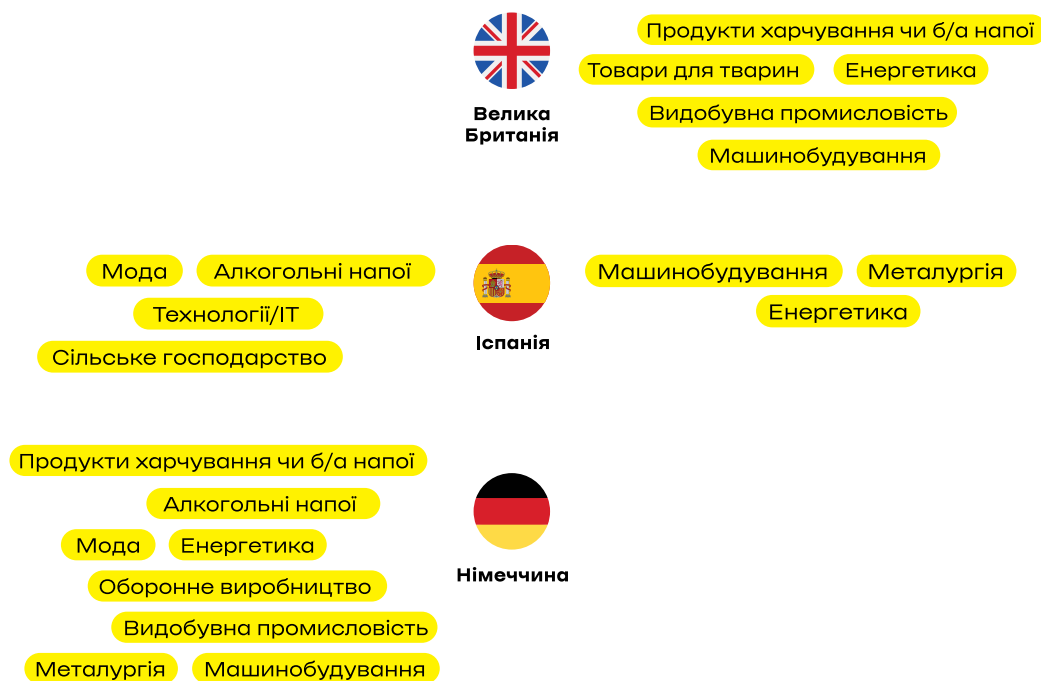 Продукти харчування чи б/а напої
Товари для тварин Енергетика
Видобувна промисловість
Машинобудування
Велика
Британія
Мода Алкогольні напої
Технології/ІТ
Сільське господарство
Іспанія
Машинобудування Металургія
Енергетика
Продукти харчування чи б/а напої
Алкогольні напої
Мода Енергетика
Оборонне виробництво
Видобувна промисловість
Металургія Машинобудування
Німеччина